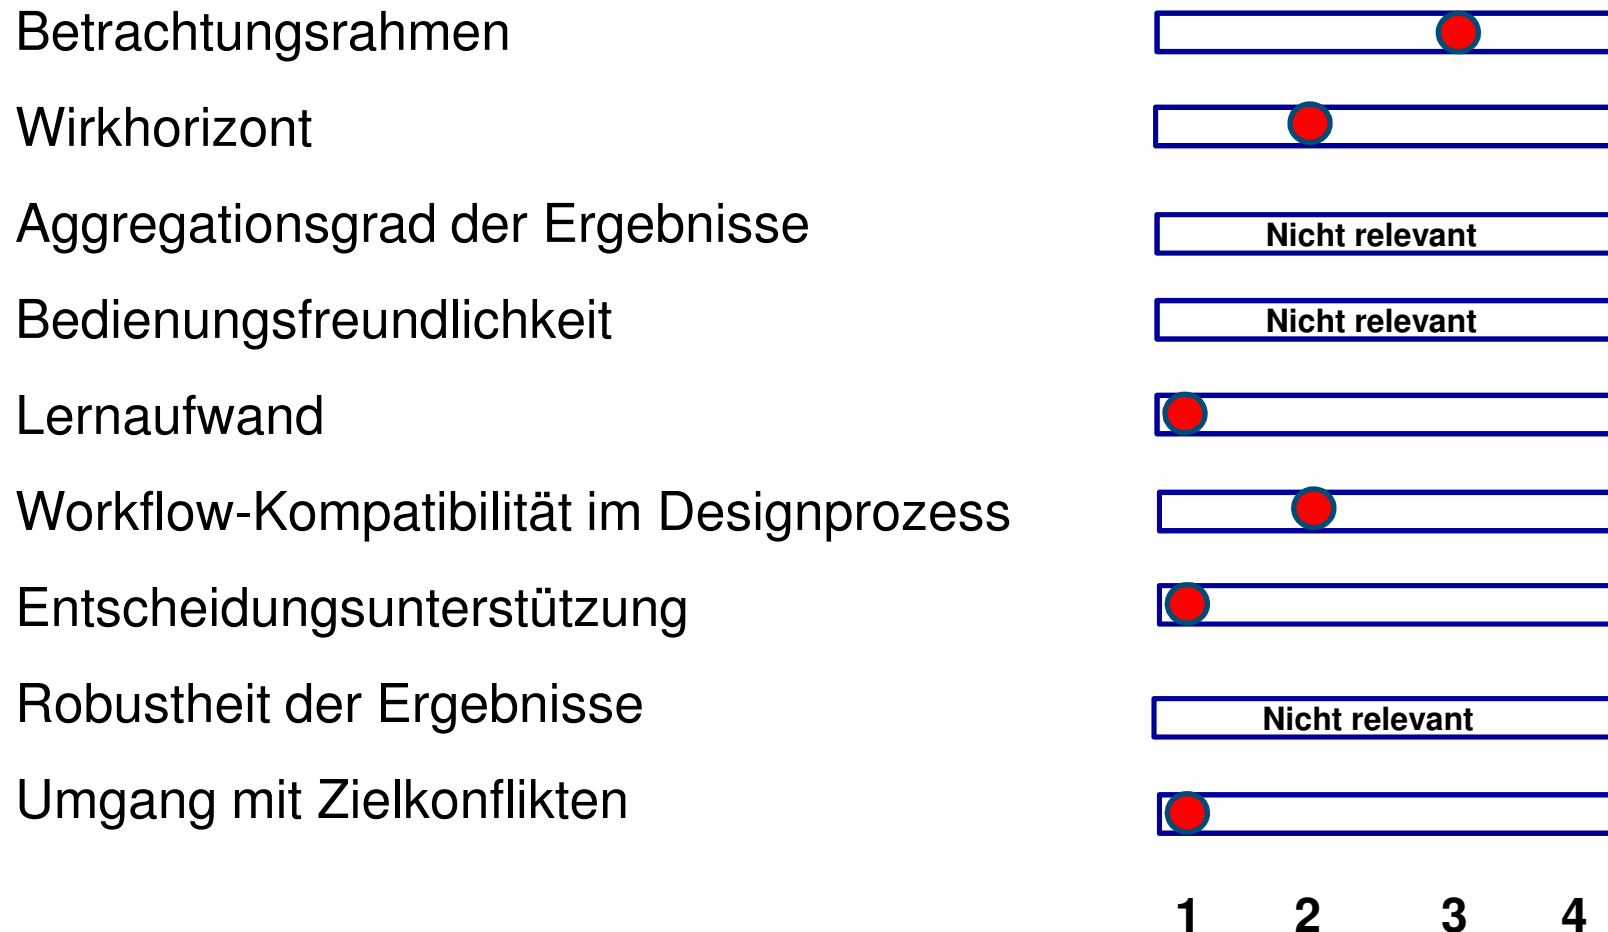 Betrachtungsrahmen
Wirkhorizont
Aggregationsgrad der Ergebnisse
Nicht relevant
Bedienungsfreundlichkeit
Nicht relevant
Lernaufwand
Workflow-Kompatibilität im Designprozess
Entscheidungsunterstützung
Robustheit der Ergebnisse
Nicht relevant
Umgang mit Zielkonflikten
1 2 3 4